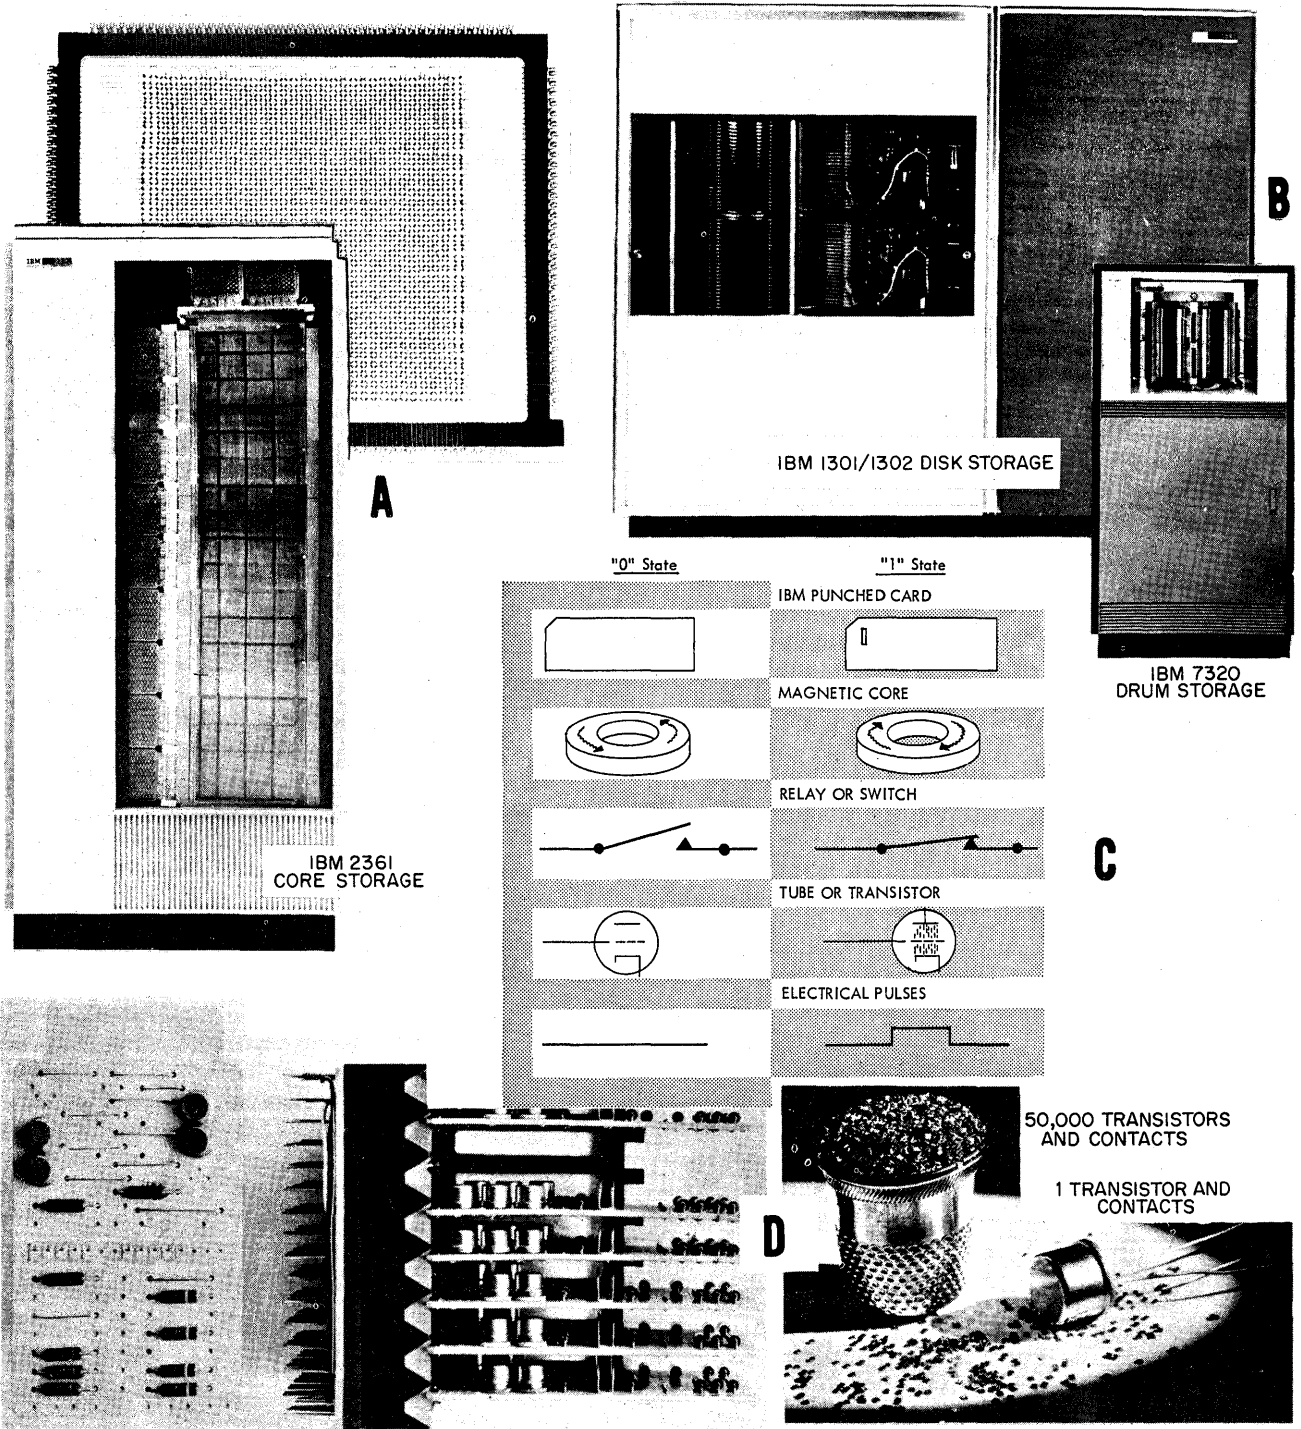 B
IBM
IBM 1301/1302 DISK STORAGE
A
"0" State
"1" State
IBM PUNCHED CARD
IBM 7320
DRUM STORAGE
MAGNETIC CORE
RELAY OR SWITCH
IBM 2361
CORE STORAGE
C
TUBE OR TRANSISTOR
ELECTRICAL PULSES
50,000 TRANSISTORS
AND CONTACTS
1 TRANSISTOR AND
CONTACTS
D